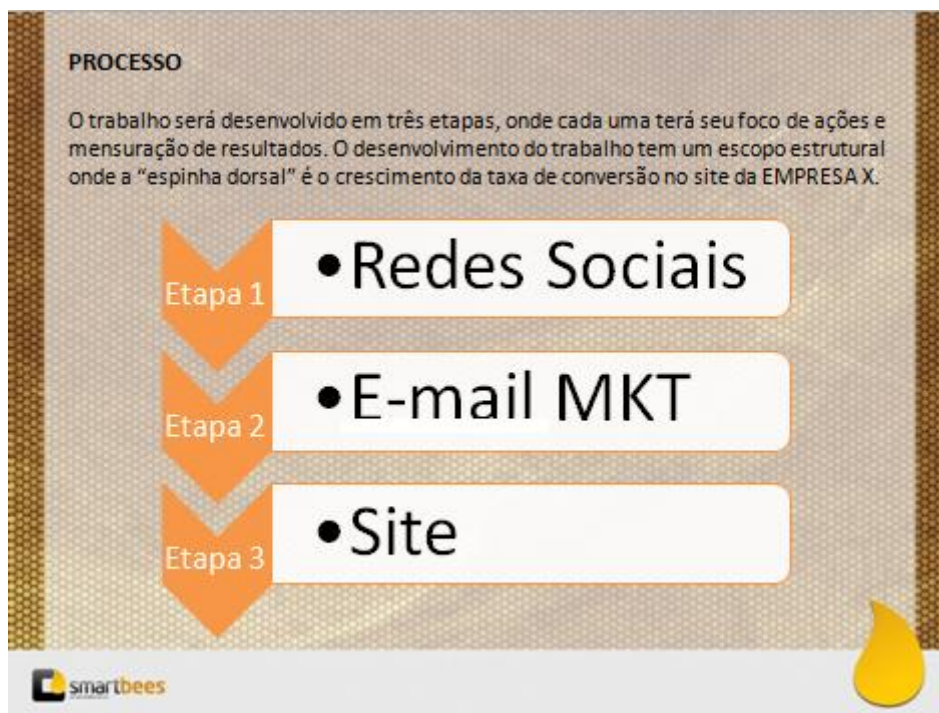 PROCESSO
O trabalho será desenvolvido em três etapas, onde cada uma terá seu foco de ações e
mensuração de resultados. O desenvolvimento do trabalho tem um escopo estrutural
onde a “espinha dorsal” é o crescimento da taxa de conversão no site da EMPRESA X.
Etapa 1
•Redes Sociais
Etapa 2
•E-mail MKT
Etapa 3
•Site
smartbees